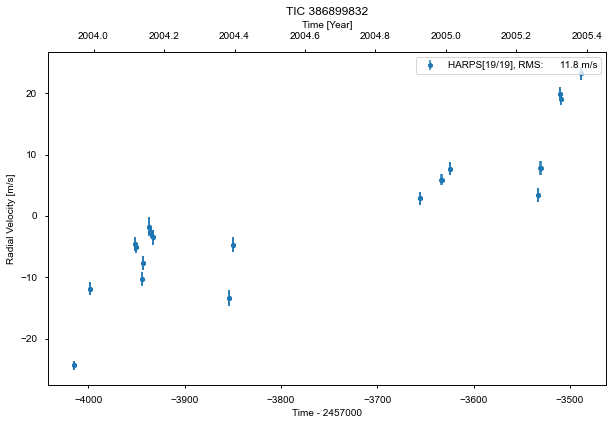 TIC 386899832
Time [Year]
2004.0 2004.2 2004.4 2004.6 2004.8 2005.0 2005.2 2005.4
HARPS[19/19], RMS: 11.8 m/s
Radial Velocity [m/s]
20
10
0
−10
−20
−4000 −3900 −3800 −3700 −3600 −3500
Time - 2457000